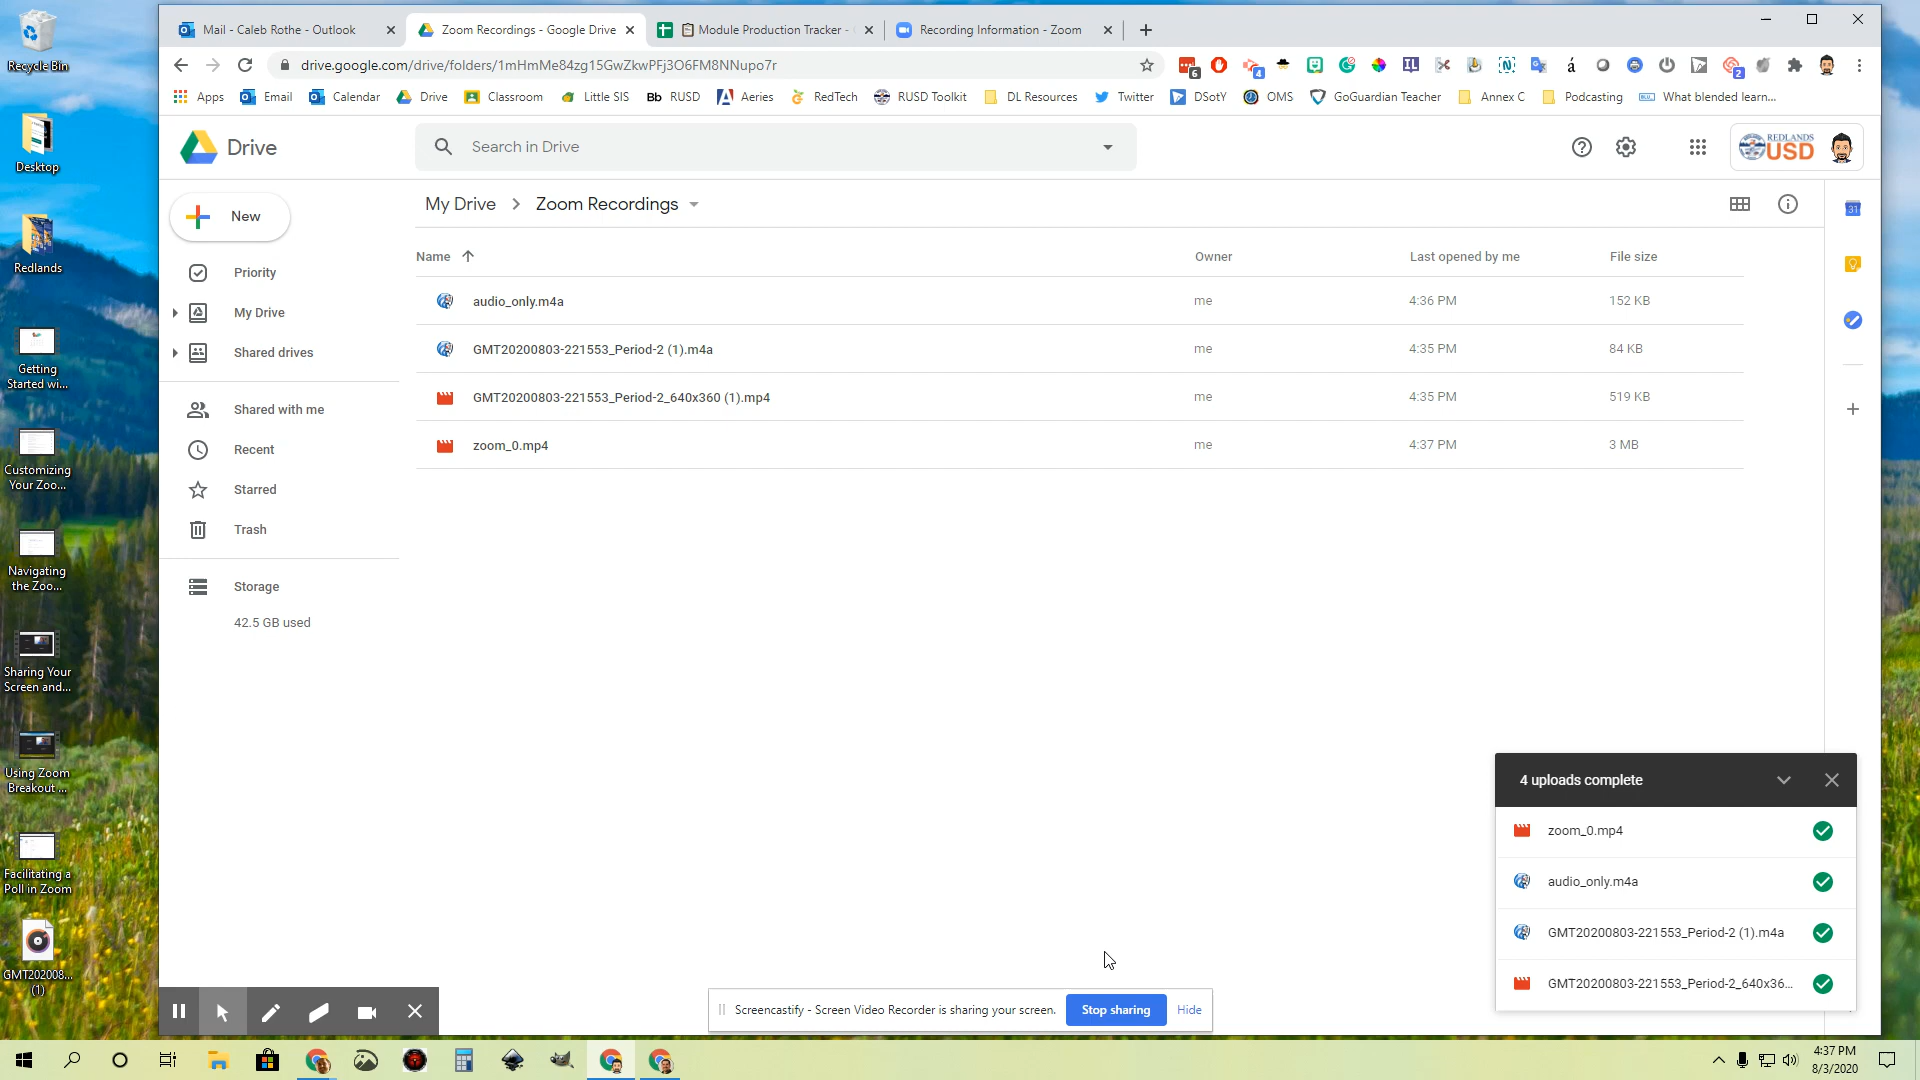 Recycle Bin
Desktop
Redlands
Getting
Started wi...
Customizing
Your Zoo...
Navigating
the Zoo...
Sharing Your
Screen and...
Using Zoom
Breakout ...
Facilitating a
Poll in Zoom
GMT202008...
(1)
Mail - Caleb Rothe - Outlook
Zoom Recordings - Google Drive
Module Production Tracker -
Recording Information - Zoom
drive.google.com/drive/folders/1mHmMe84zg15GwZkwPFj3O6FM8NNupo7r
Apps
Email
Calendar
Drive
Classroom
Little SIS
Bb RUSD
Aeries
RedTech
RUSD Toolkit
DL Resources
Twitter
DSotY
OMS
GoGuardian Teacher
Annex C
Podcasting
What blended learn...
Drive
Search in Drive
REDLANDS
USD
New
My Drive > Zoom Recordings
Priority
My Drive
Shared drives
Shared with me
Recent
Starred
Trash
Storage
42.5 GB used
Name Owner Last opened by me File size
audio_only.m4a me 4:36 PM 152 KB
GMT20200803-221553_Period-2 (1).m4a me 4:35 PM 84 KB
GMT20200803-221553_Period-2_640x360 (1).mp4 me 4:35 PM 519 KB
zoom_0.mp4 me 4:37 PM 3 MB
31
4 uploads complete
zoom_0.mp4
audio_only.m4a
GMT20200803-221553_Period-2 (1).m4a
GMT20200803-221553_Period-2_640x36...
Screencastify - Screen Video Recorder is sharing your screen.
Stop sharing
Hide
4:37 PM
8/3/2020